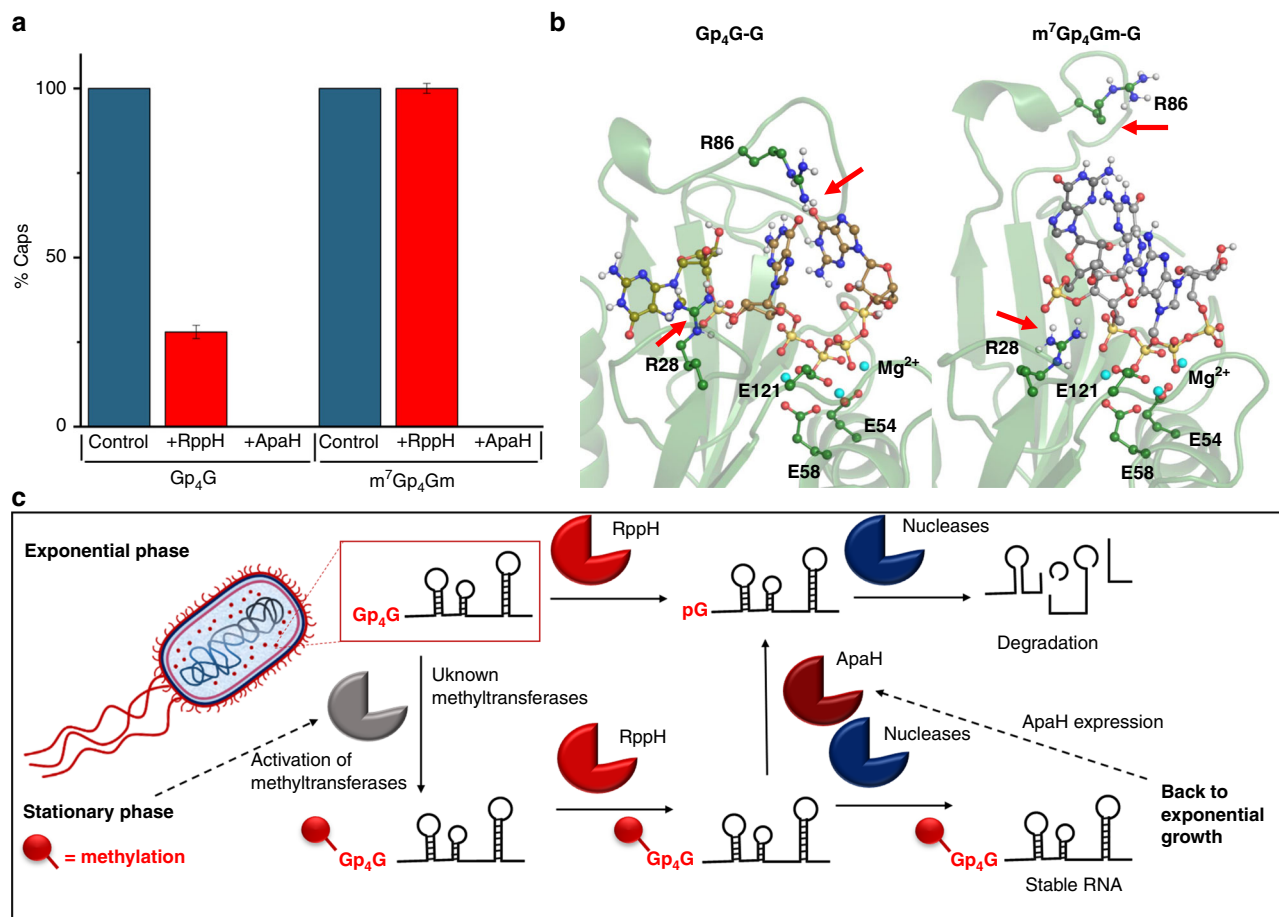 a
% Caps
100
50
0
Control
+RppH
+ApaH
Control
+RppH
+ApaH
Gp₄G
m⁷Gp₄Gm
b
Gp₄G-G
R86
R28
E121
Mg²⁺
E54
E58
m⁷Gp₄Gm-G
R86
R28
E121
Mg²⁺
E54
E58
c
Exponential phase
Gp₄G
RppH
pG
Nucleases
Degradation
Uknown
methyltransferases
Activation of
methyltransferases
Stationary phase
= methylation
Gp₄G
RppH
Gp₄G
ApaH
Nucleases
ApaH expression
Back to
exponential
growth
Gp₄G
Stable RNA